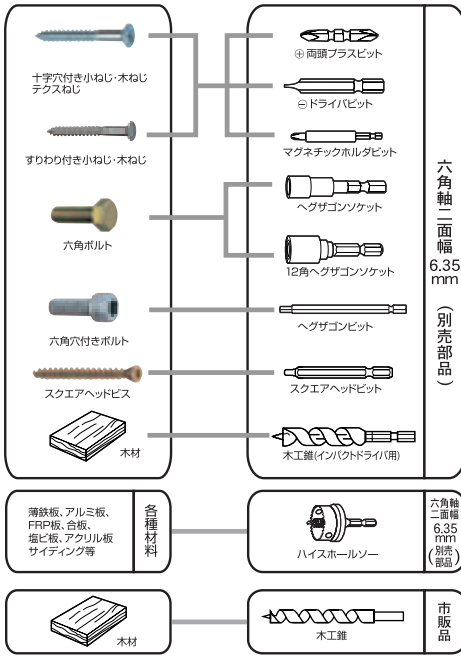 十字穴付き小ねじ・木ねじ
テクスねじ
すりわり付き小ねじ・木ねじ
六角ボルト
六角穴付きボルト
スクエアヘッドビス
木材
⊕両頭プラスビット
⊖ドライバビット
マグネチックホルダビット
ヘグザゴンソケット
12角ヘグザゴンソケット
ヘグザゴンビット
スクエアヘッドビット
木工錐(インパクトドライバ用)
六角軸二面幅6.35mm(別売部品)
薄鉄板、アルミ板、
FRP板、合板、
塩ビ板、アクリル板
サイディング等
各種材料
ハイスホールソー
六角軸
二面幅
6.35
mm
(別売
部品)
木材
木工錐
市販品